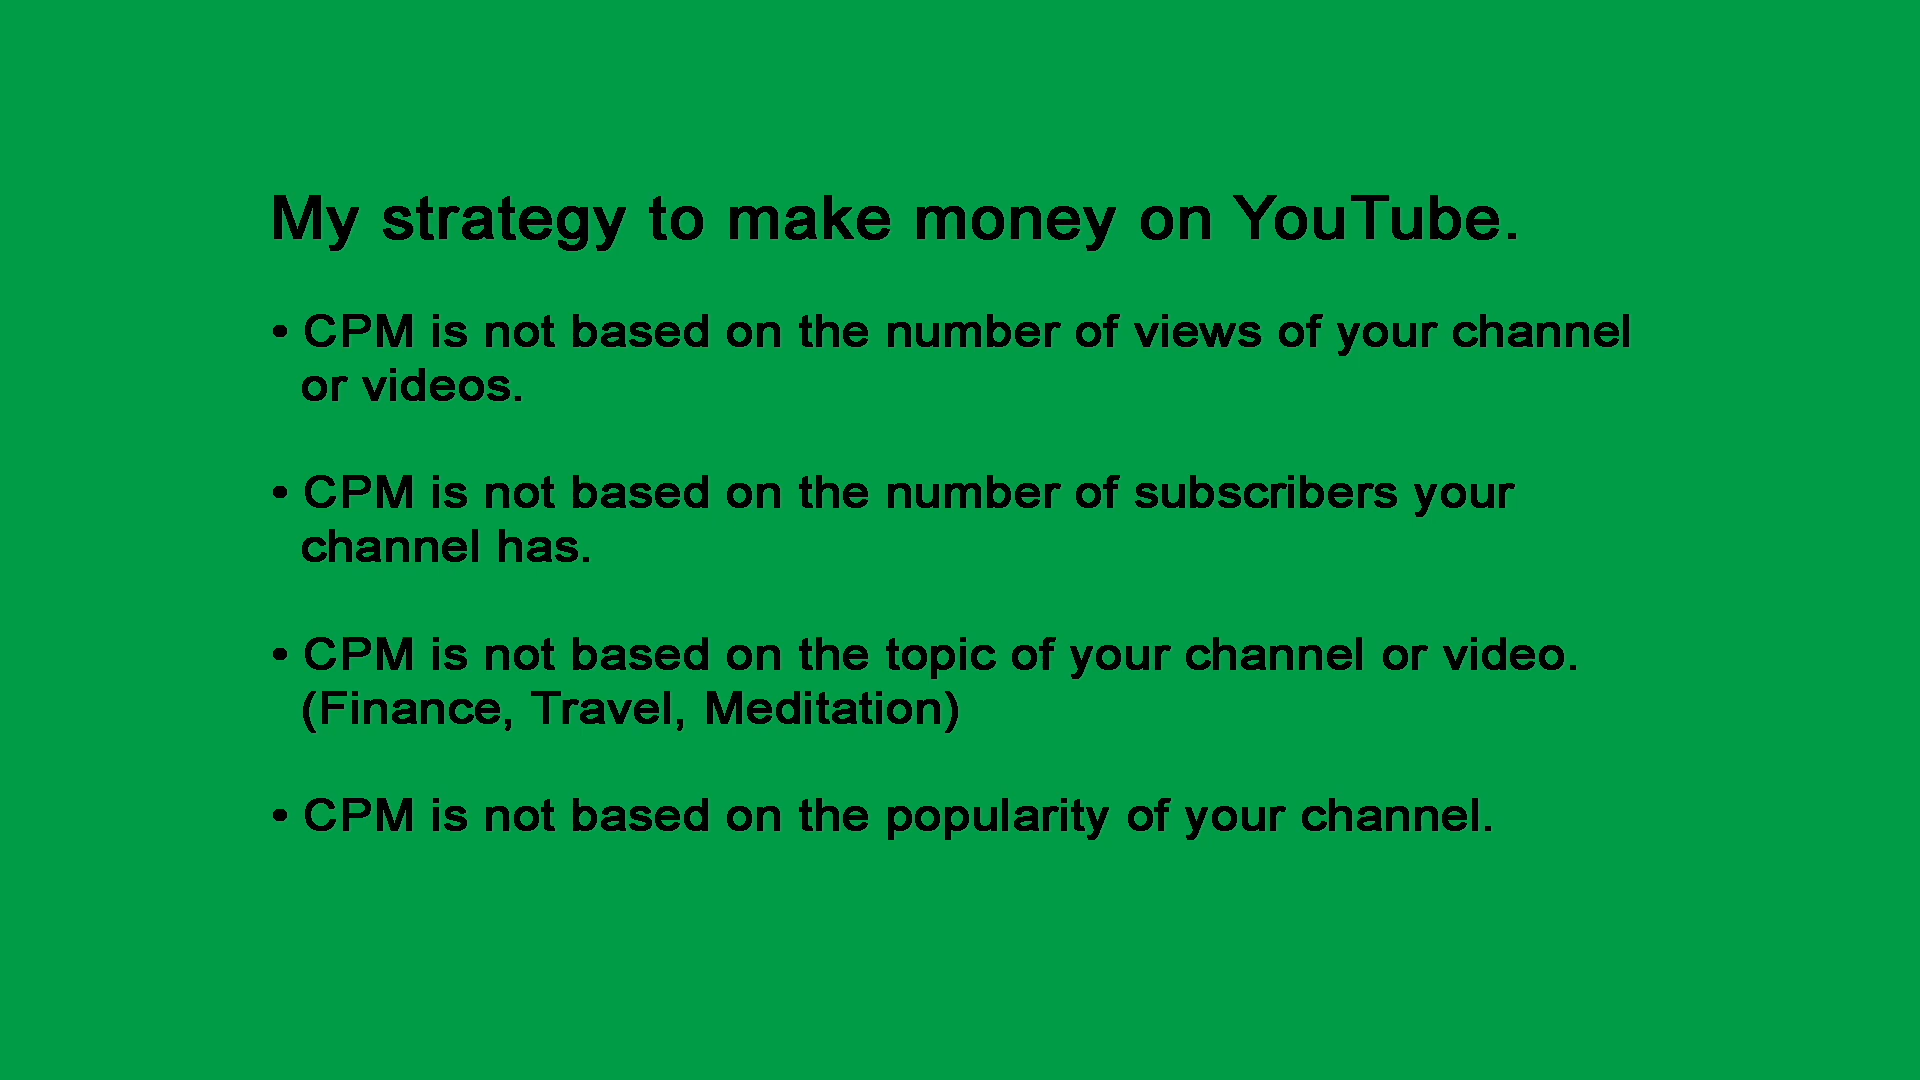 My strategy to make money on YouTube.
• CPM is not based on the number of views of your channel
or videos.
• CPM is not based on the number of subscribers your
channel has.
• CPM is not based on the topic of your channel or video.
(Finance, Travel, Meditation)
• CPM is not based on the popularity of your channel.